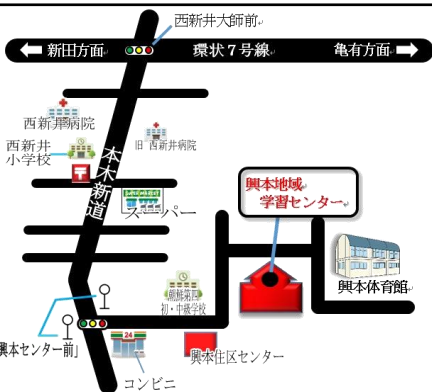 西新井大師前
新田方面
環状７号線
亀有方面
西新井病院
旧 西新井病院
西新井
小学校
本木新道
スーパー
興本地域
学習センター
朝鮮第四
初・中級学校
興本体育館
興本センター前」
24
興本住区センター
コンビニ